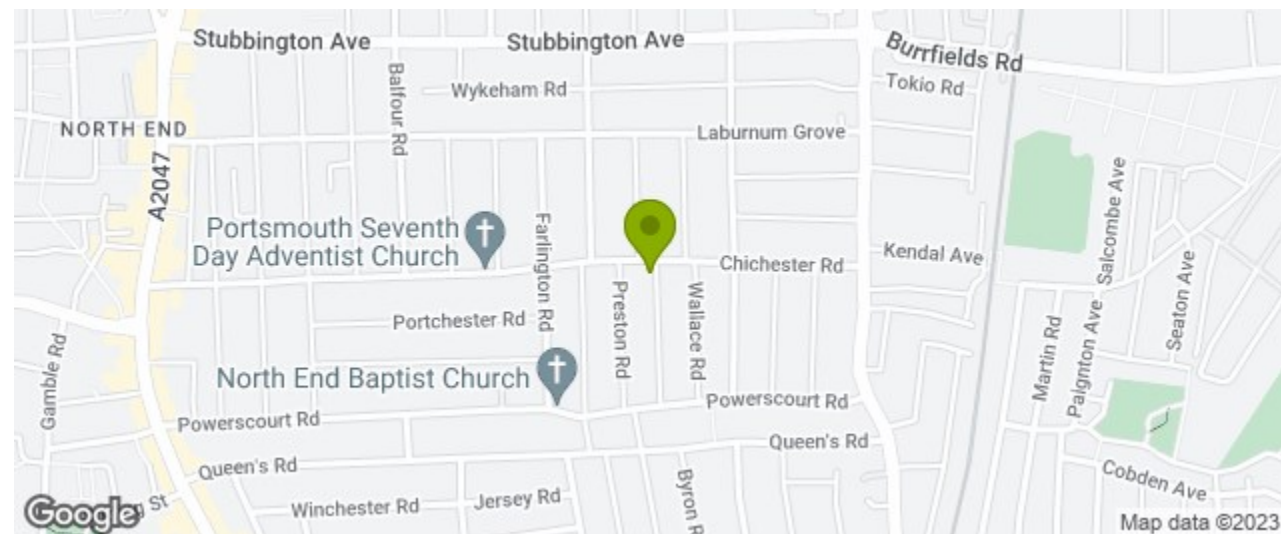 Stubbington Ave
Stubbington Ave
Burrfields Rd
Balfour Rd
Wykeham Rd
Tokio Rd
NORTH END
A2047
Laburnum Grove
Portsmouth Seventh
Day Adventist Church
Farlington Rd
Chichester Rd
Kendal Ave
Salcombe Ave
Seaton Ave
Portchester Rd
Preston Rd
Wallace Rd
Martin Rd
Paignton Ave
Gamble Rd
North End Baptist Church
Powerscourt Rd
Powerscourt Rd
Queen's Rd
Queen's Rd
Cobden Ave
Winchester Rd
Jersey Rd
Byron R
Google
g St
Map data ©2023